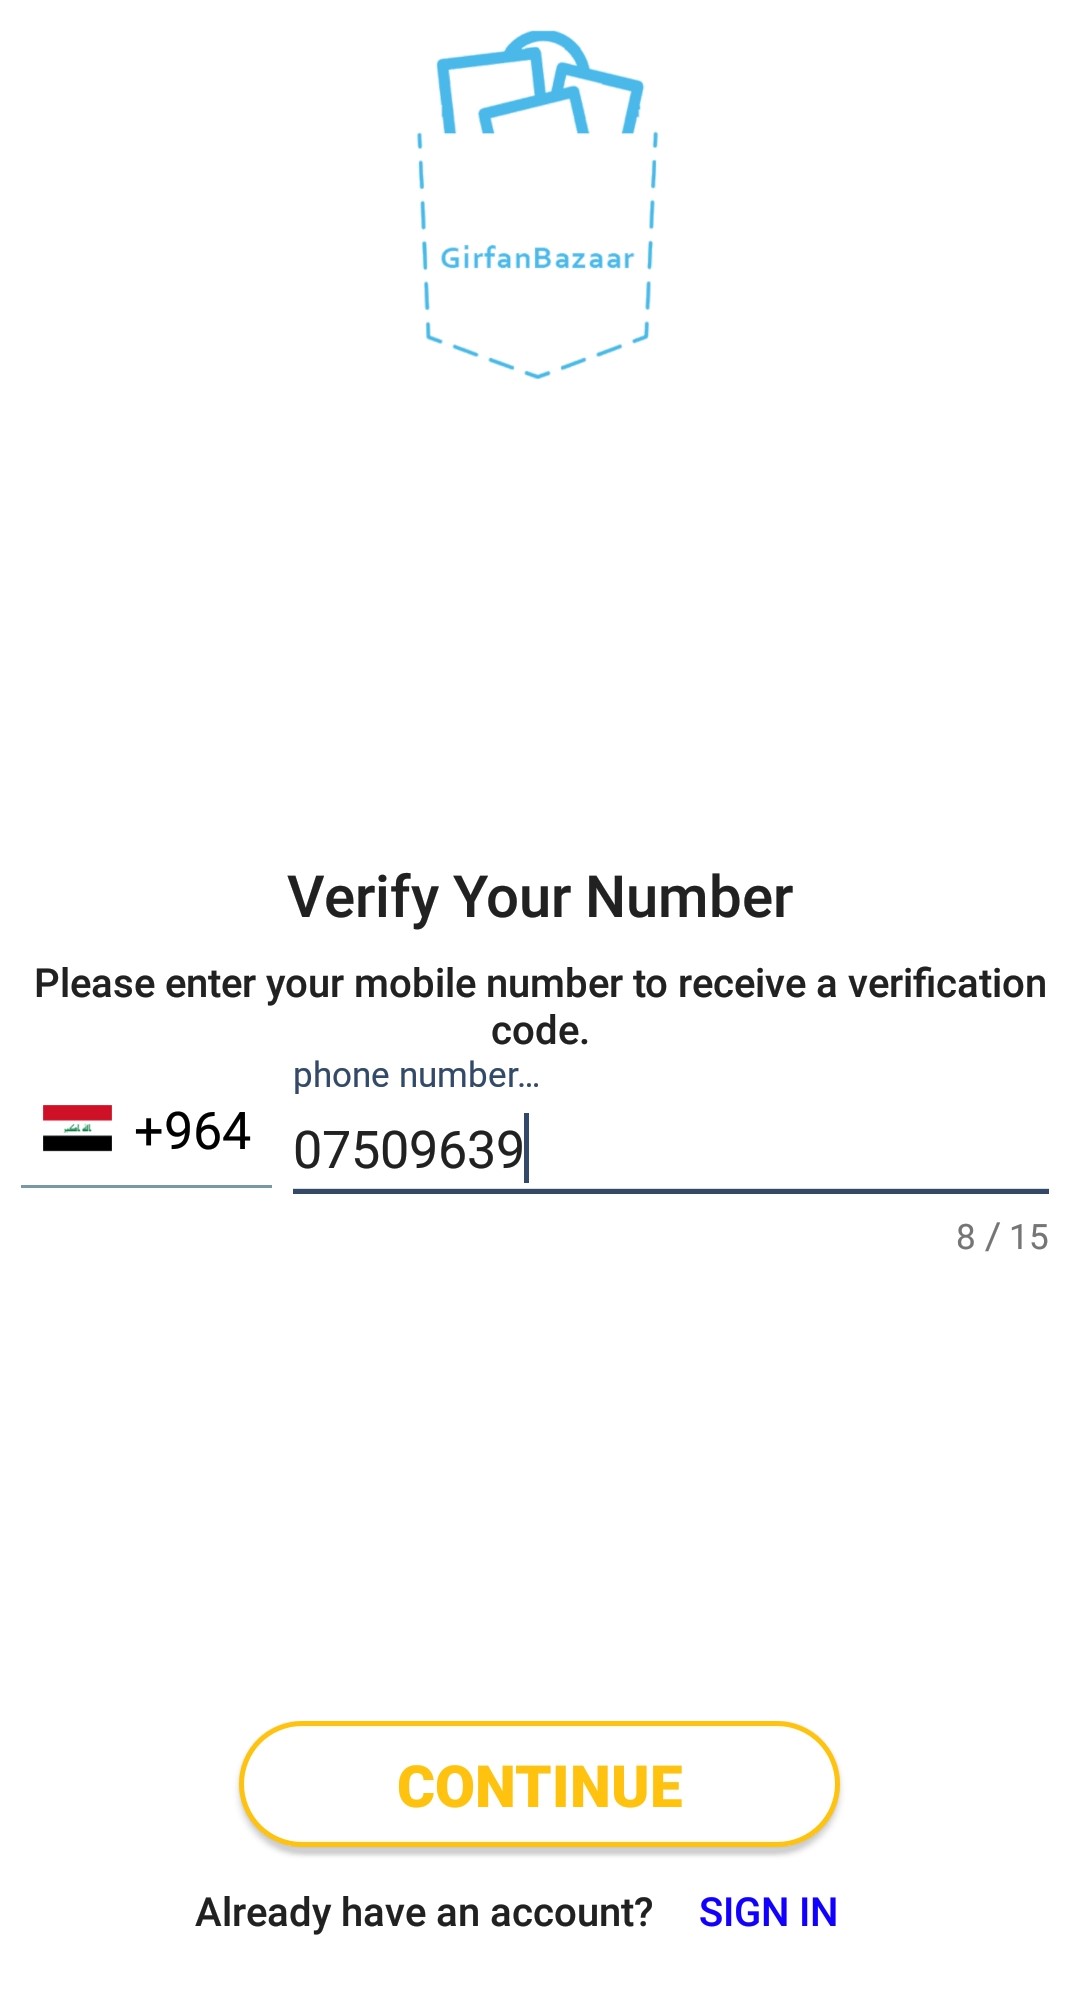 GirfanBazaar
Verify Your Number
Please enter your mobile number to receive a verification
code.
phone number...
+964
07509639
8 / 15
CONTINUE
Already have an account? SIGN IN